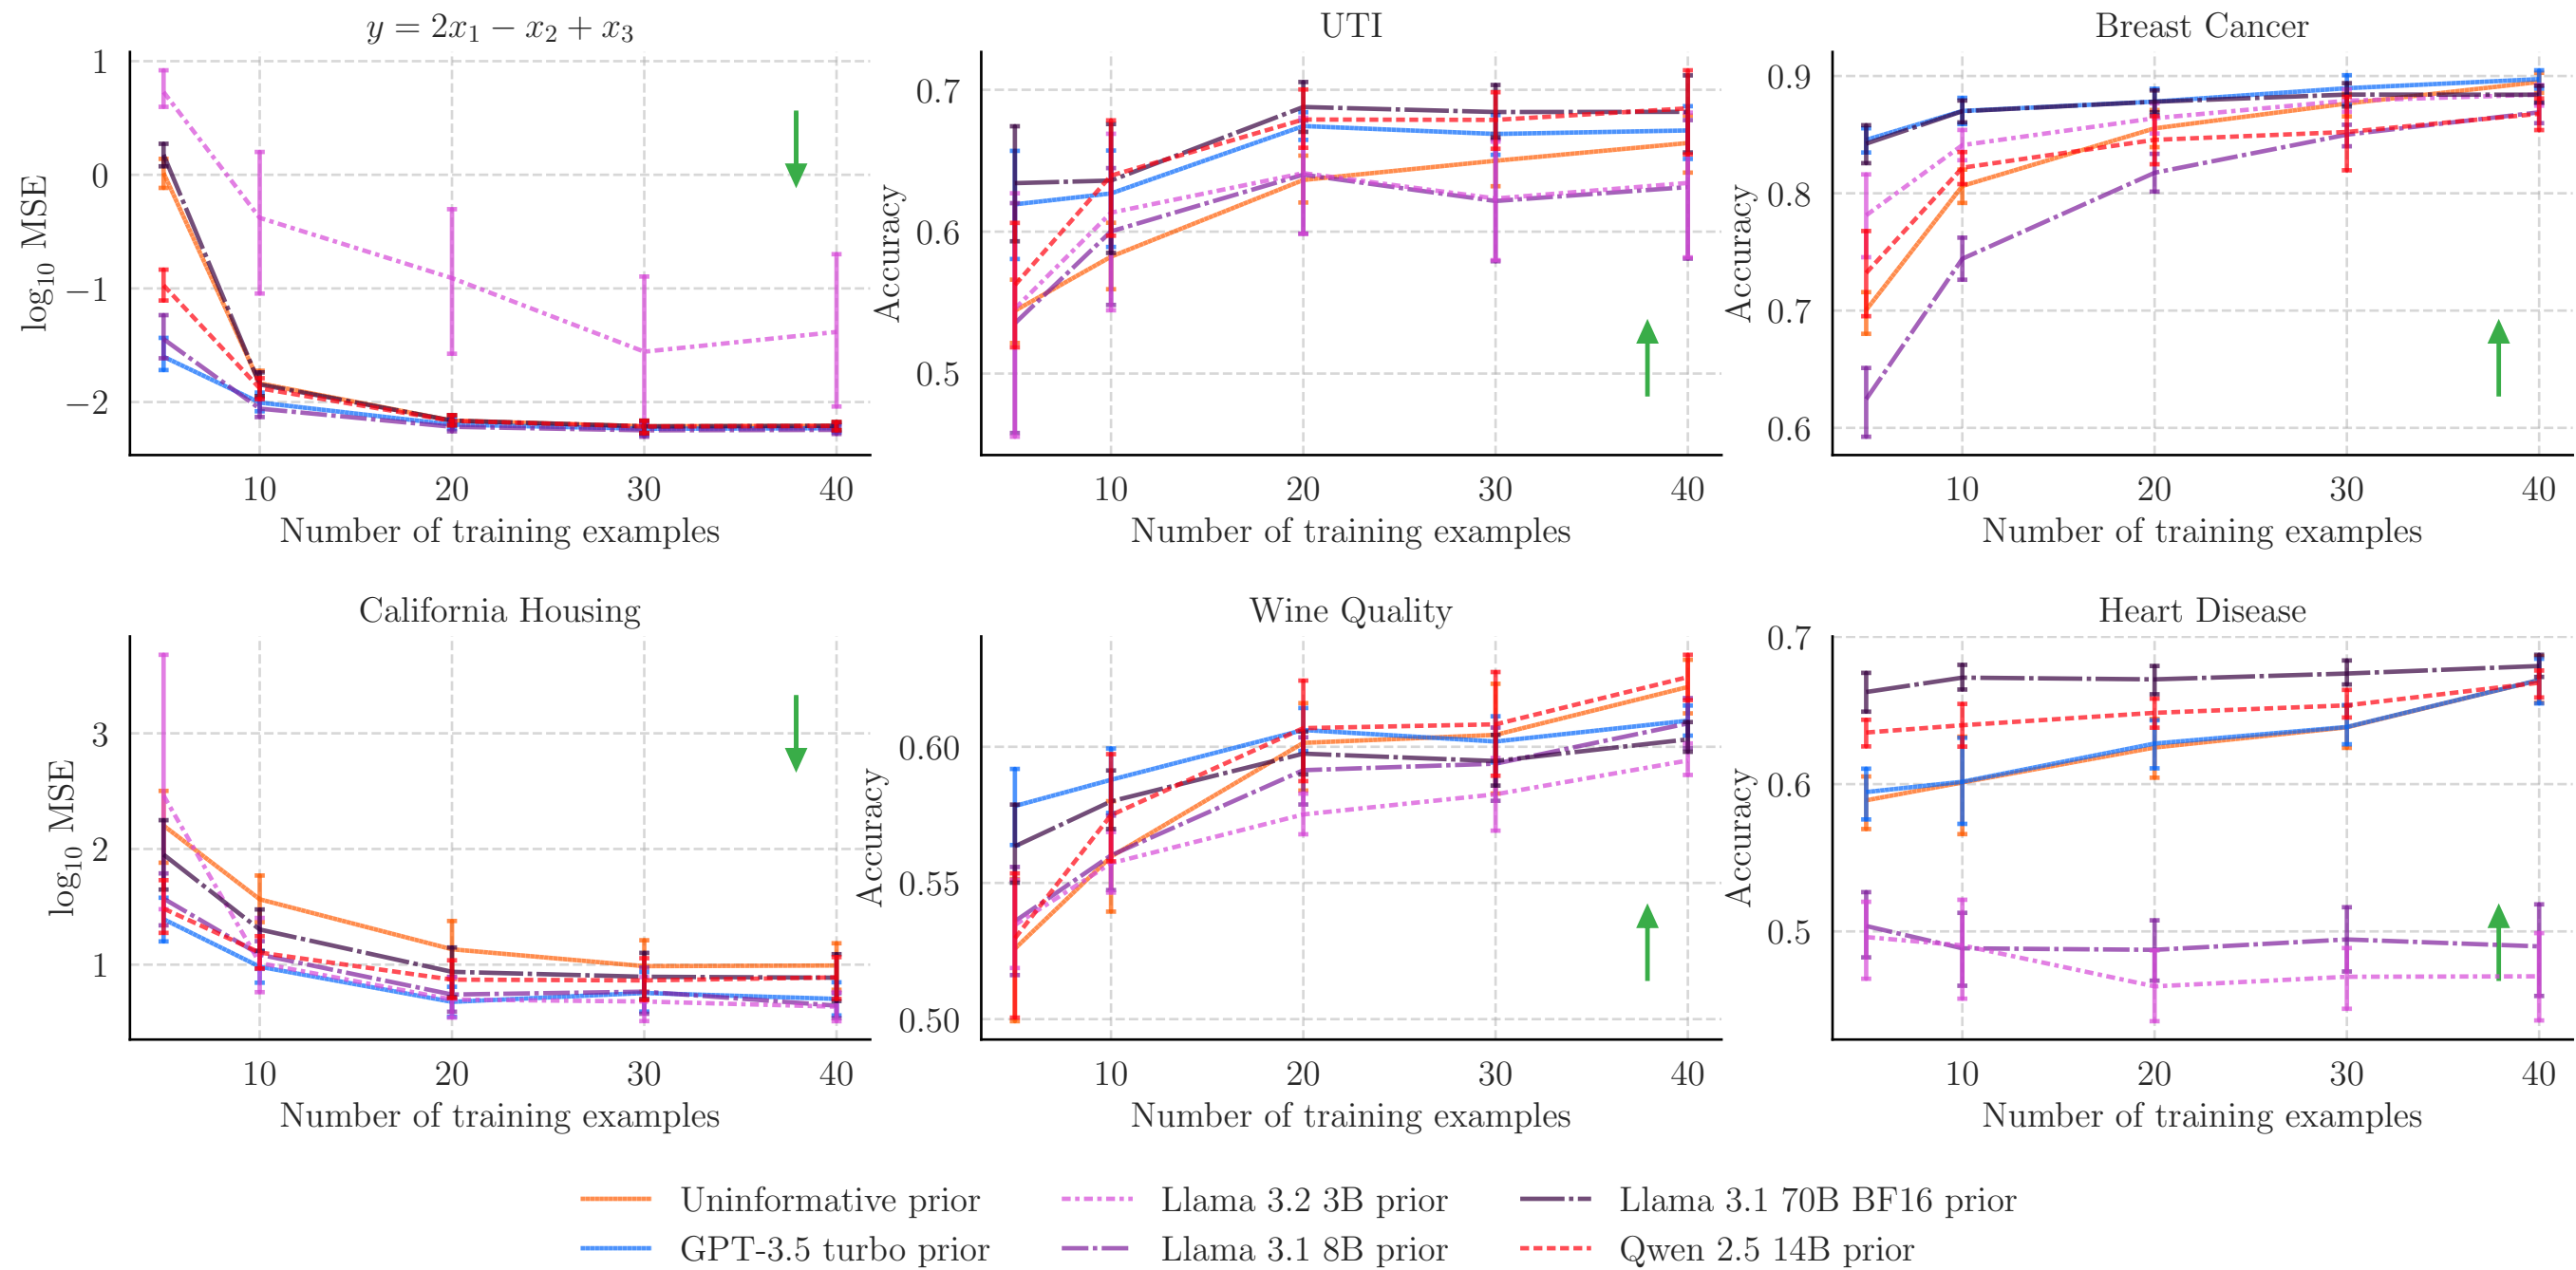 y = 2x₁ − x₂ + x₃
1
0
−1
−2
log₁₀ MSE
10 20 30 40
Number of training examples
UTI
0.7
0.6
0.5
Accuracy
10 20 30 40
Number of training examples
Breast Cancer
0.9
0.8
0.7
0.6
Accuracy
10 20 30 40
Number of training examples
California Housing
3
2
1
log₁₀ MSE
10 20 30 40
Number of training examples
Wine Quality
0.60
0.55
0.50
Accuracy
10 20 30 40
Number of training examples
Heart Disease
0.7
0.6
0.5
Accuracy
10 20 30 40
Number of training examples
Uninformative prior
GPT-3.5 turbo prior
Llama 3.2 3B prior
Llama 3.1 8B prior
Llama 3.1 70B BF16 prior
Qwen 2.5 14B prior